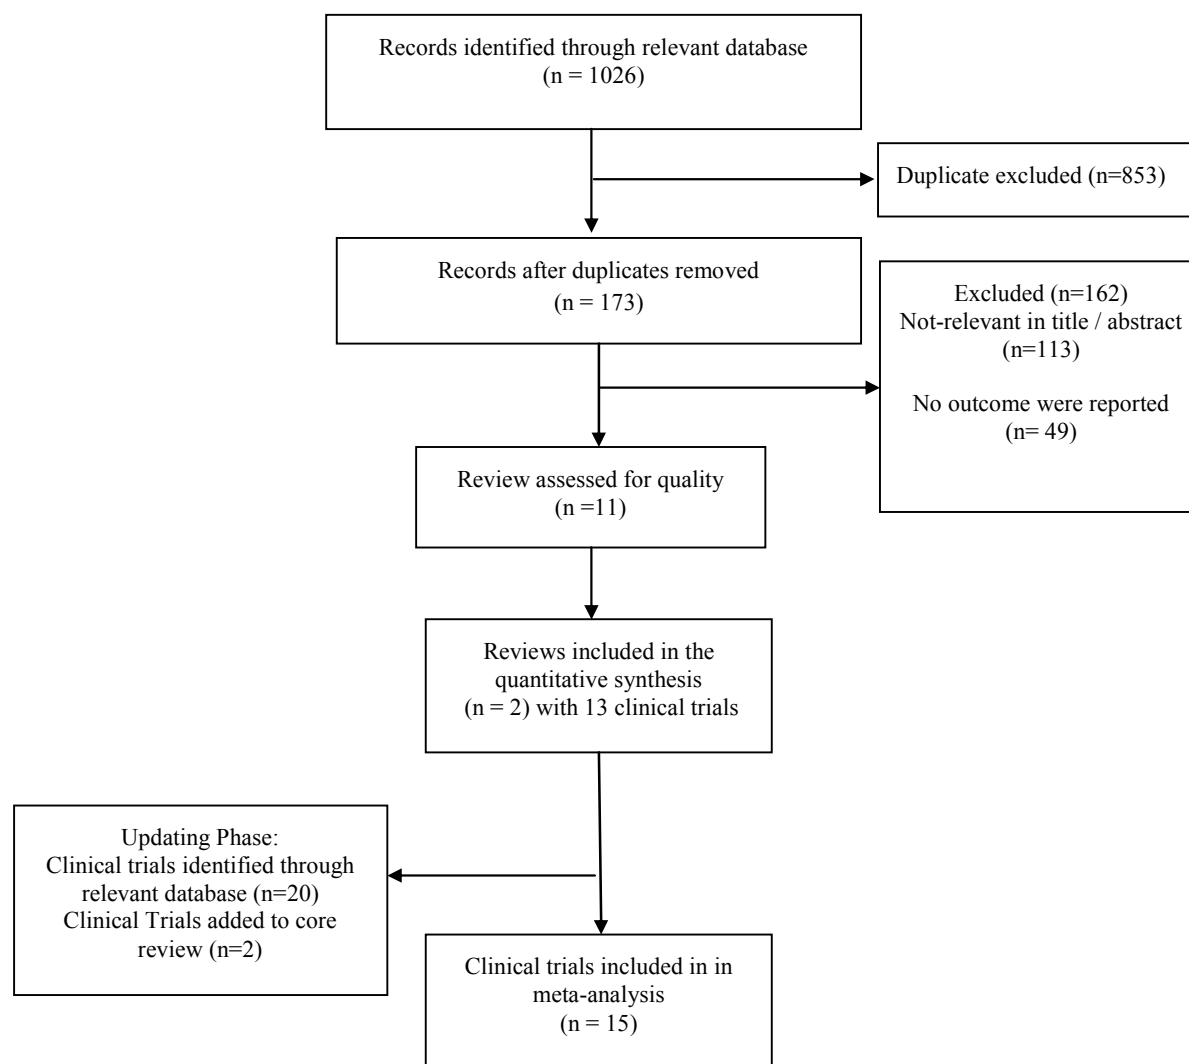 Records identified through relevant database
(n = 1026)
Duplicate excluded (n=853)
Records after duplicates removed
(n = 173)
Excluded (n=162)
Not-relevant in title / abstract
(n=113)
No outcome were reported
(n= 49)
Review assessed for quality
(n =11)
Reviews included in the
quantitative synthesis
(n = 2) with 13 clinical trials
Updating Phase:
Clinical trials identified through
relevant database (n=20)
Clinical Trials added to core
review (n=2)
Clinical trials included in in
meta-analysis
(n = 15)